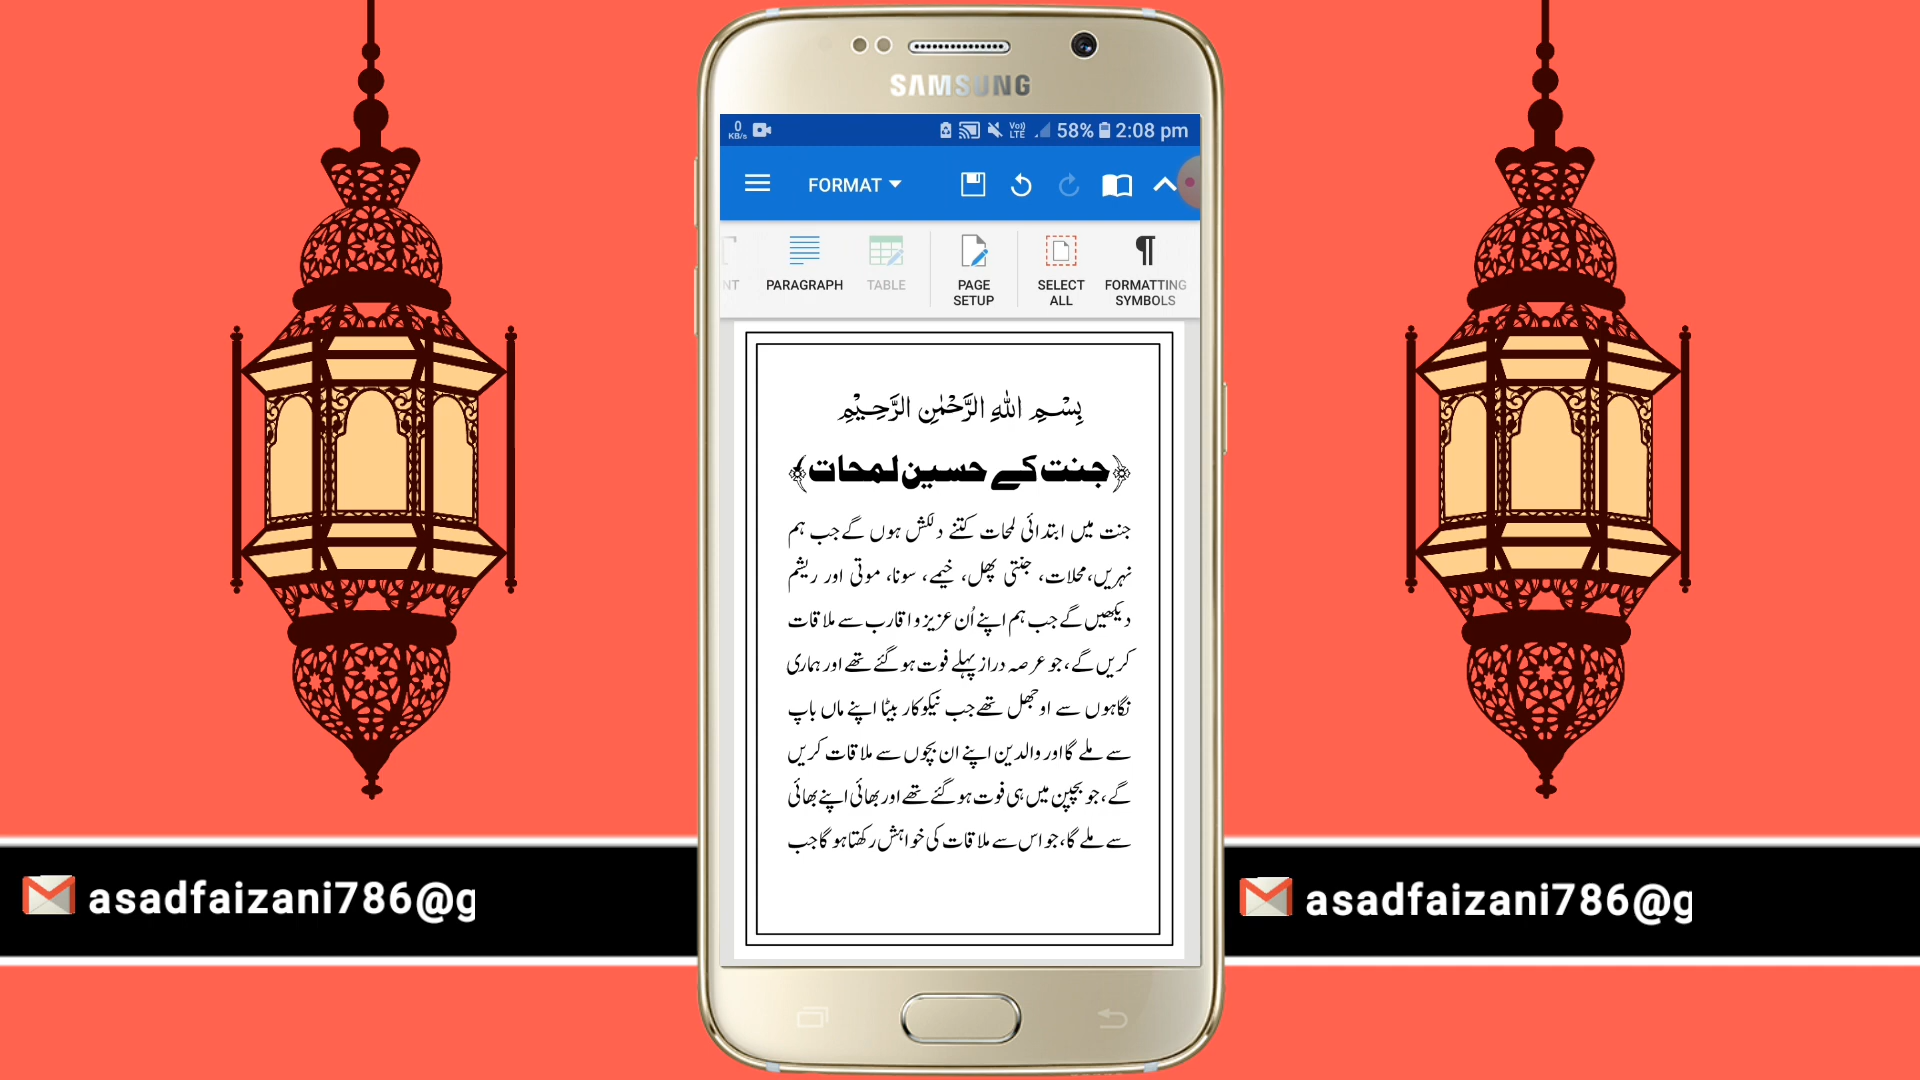 SAMSUNG
0
KB/s
Vo))
LTE
58%
2:08 pm
FORMAT
NT
PARAGRAPH
TABLE
PAGE
SETUP
SELECT
ALL
FORMATTING
SYMBOLS
بِسْمِ اللهِ الرَّحْمٰنِ الرَّحِيْمِ
﴿جنت کے حسین لمحات﴾
جنت میں ابتدائی لمحات کتنے دلکش ہوں گے جب ہم
نہریں،محلات، جنتی پھل، خیمے، سونا، موتی اور ریشم
دیکھیں گے جب ہم اپنے اُن عزیز و اقارب سے ملاقات
کریں گے،جو عرصہ دراز پہلے فوت ہو گئے تھے اور ہماری
نگاہوں سے اوجھل تھے جب نیکوکار بیٹا اپنے ماں باپ
سے ملے گا اور والدین اپنے ان بچوں سے ملاقات کریں
گے،جو بچپن میں ہی فوت ہو گئے تھے اور بھائی اپنے بھائی
سے ملے گا،جو اس سے ملاقات کی خواہش رکھتا ہو گا جب
asadfaizani786@g
asadfaizani786@g